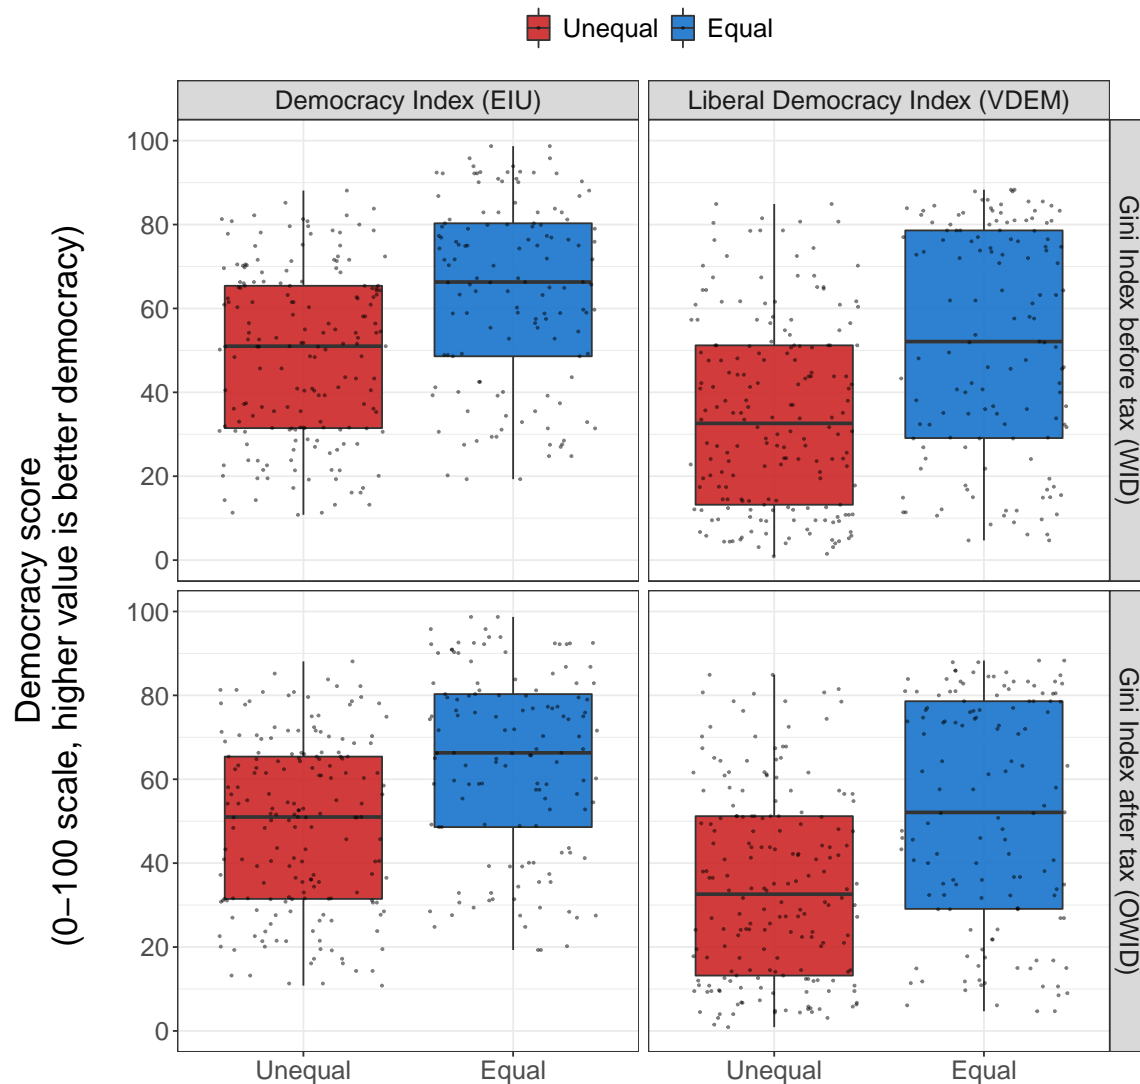 Unequal Equal
Democracy Index (EIU)
Liberal Democracy Index (VDEM)
Democracy score
(0−100 scale, higher value is better democracy)
100
80
60
40
20
0
Gini Index before tax (WID)
100
80
60
40
20
0
Gini Index after tax (OWID)
Unequal Equal Unequal Equal